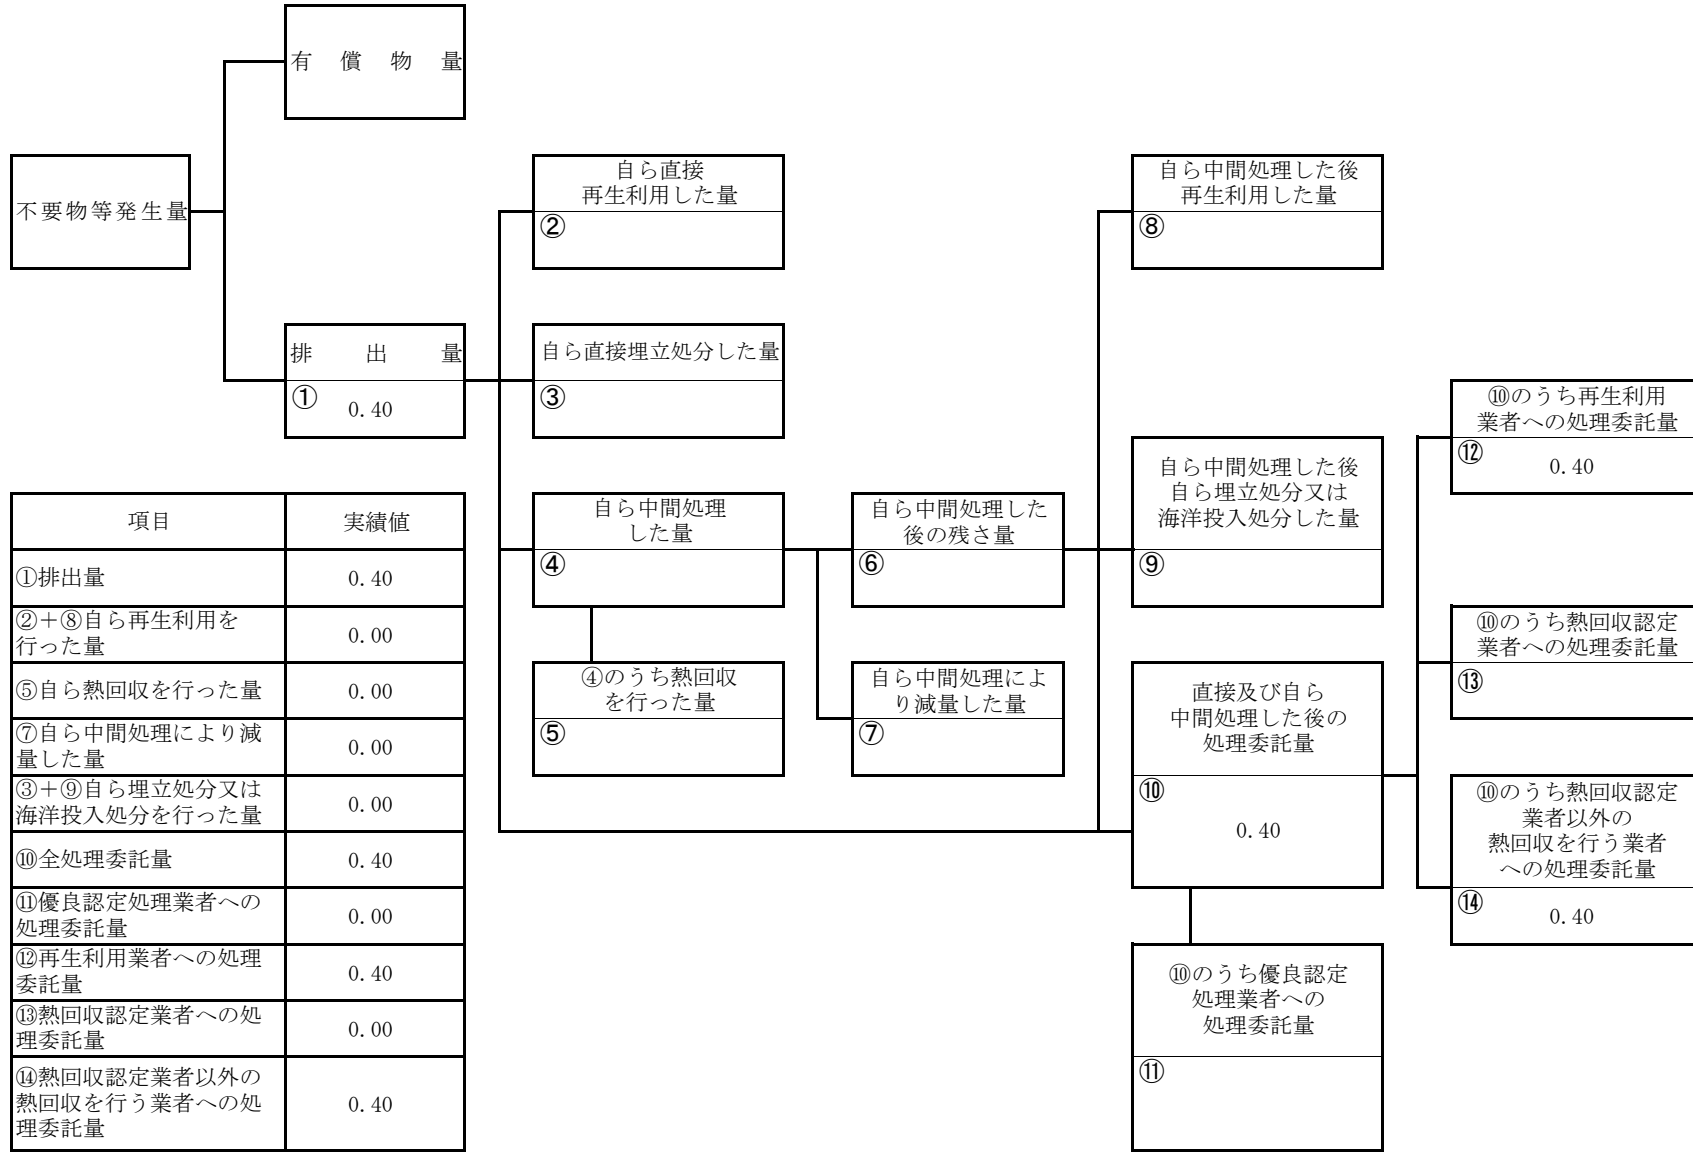 有償物量
不要物等発生量
排出量
①
0.40
自ら直接
再生利用した量
②
自ら直接埋立処分した量
③
自ら中間処理
した量
④
④のうち熱回収
を行った量
⑤
自ら中間処理した
後の残さ量
⑥
自ら中間処理によ
り減量した量
⑦
自ら中間処理した後
再生利用した量
⑧
自ら中間処理した後
自ら埋立処分又は
海洋投入処分した量
⑨
直接及び自ら
中間処理した後の
処理委託量
⑩
0.40
⑩のうち優良認定
処理業者への
処理委託量
⑪
⑩のうち再生利用
業者への処理委託量
⑫
0.40
⑩のうち熱回収認定
業者への処理委託量
⑬
⑩のうち熱回収認定
業者以外の
熱回収を行う業者
への処理委託量
⑭
0.40
項目 実績値
①排出量 0.40
②＋⑧自ら再生利用を
行った量 0.00
⑤自ら熱回収を行った量 0.00
⑦自ら中間処理により減
量した量 0.00
③＋⑨自ら埋立処分又は
海洋投入処分を行った量 0.00
⑩全処理委託量 0.40
⑪優良認定処理業者への
処理委託量 0.00
⑫再生利用業者への処理
委託量 0.40
⑬熱回収認定業者への処
理委託量 0.00
⑭熱回収認定業者以外の
熱回収を行う業者への処
理委託量 0.40